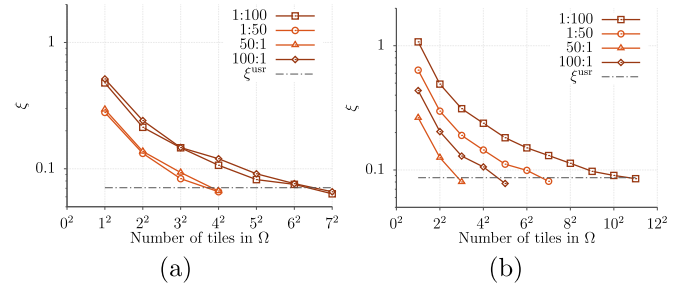 1:100
1:50
50:1
100:1
ξ^usr
1
0.1
ξ
0² 1² 2² 3² 4² 5² 6² 7²
Number of tiles in Ω
(a)
1:100
1:50
50:1
100:1
ξ^usr
1
0.1
ξ
0² 2² 4² 6² 8² 10² 12²
Number of tiles in Ω
(b)